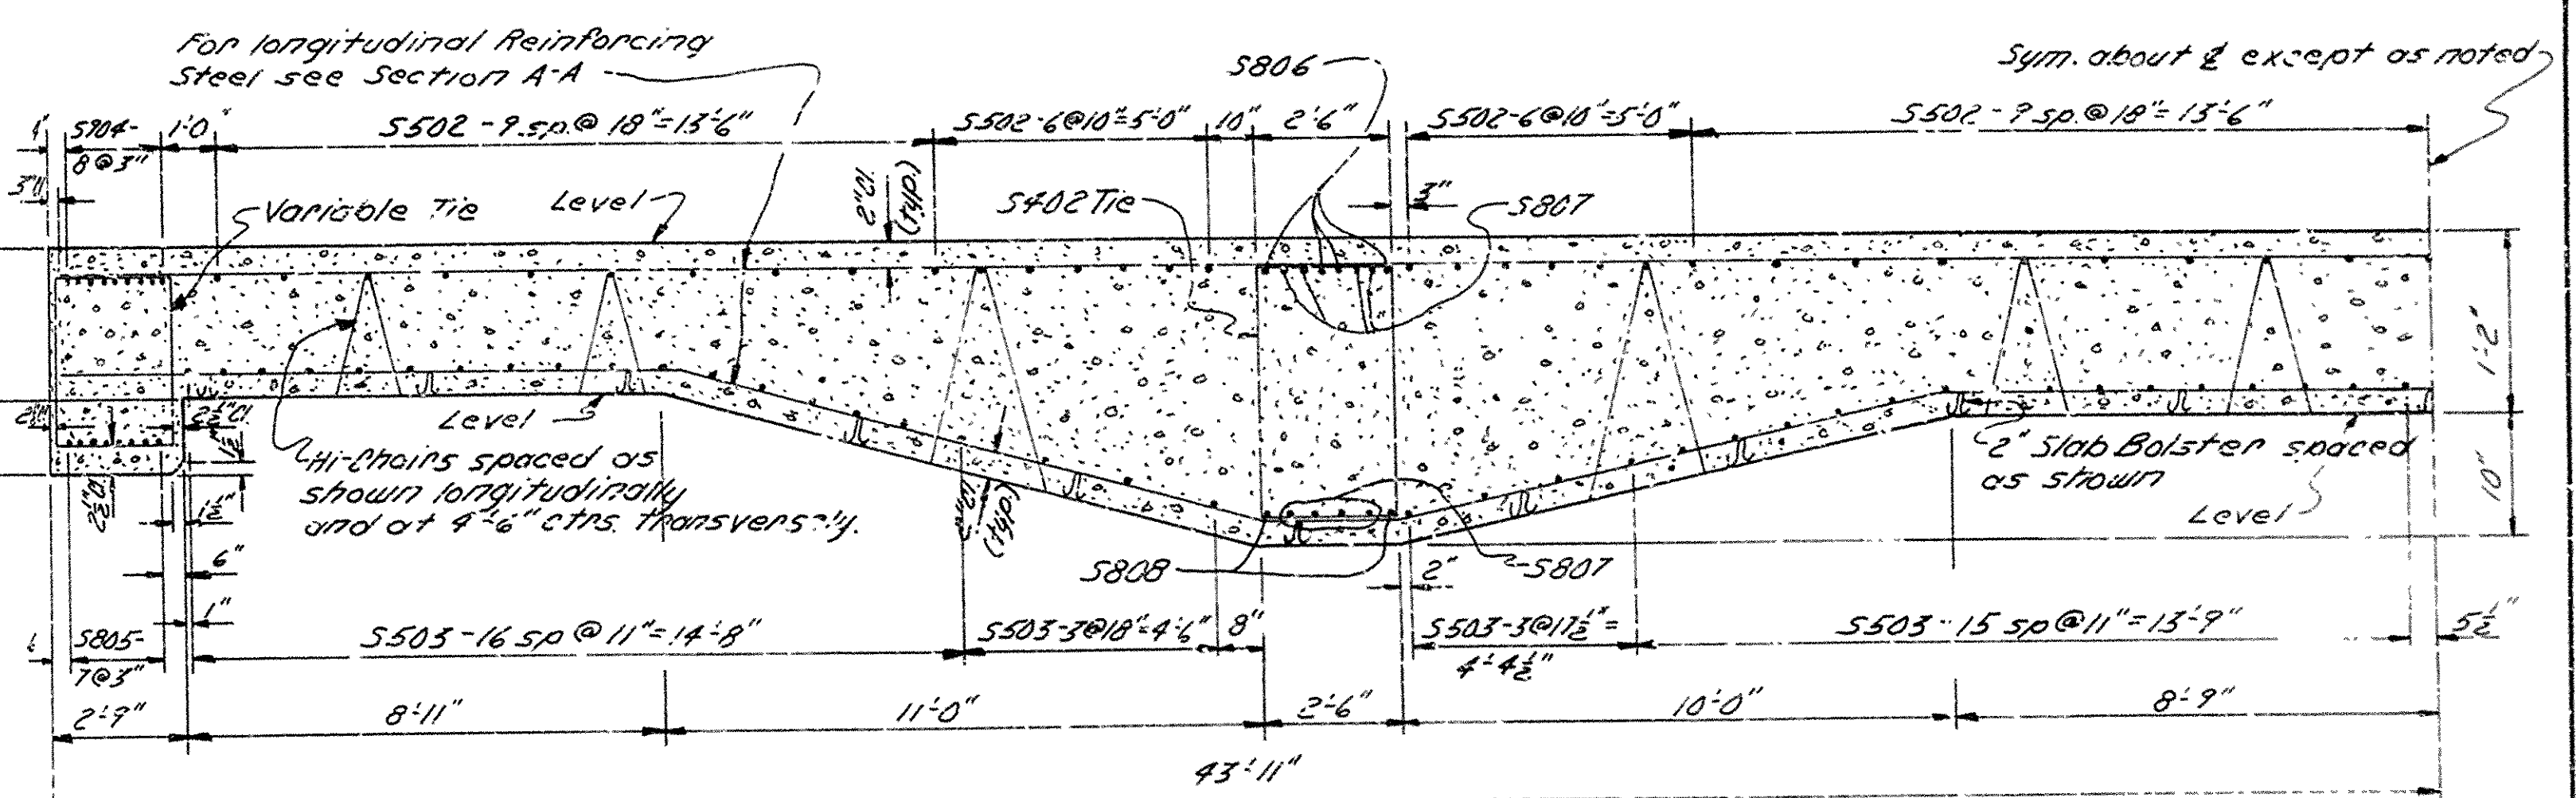 For longitudinal Reinforcing
Steel see Section A-A
S806
Sym. about ℄ except as noted
1"
S904-
8@3"
1'-0"
S502-9 sp.@ 18"=13'-6"
S502-6@10"=5'-0"
10"
2'-6"
S502-6@10"=5'-0"
S502-9 sp.@18"=13'-6"
Variable Tie
Level
(typ.)
S402 Tie
3"
S807
1'-2"
10"
Level
Hi-Chairs spaced as
shown longitudinally
and at 4'-6" ctrs. transversely.
(typ.)
2" Slab Bolster spaced
as shown
Level
6"
1"
S808
S807
2"
S805-
7@3"
S503-16 sp @ 11"=14'-8"
S503-3@18"=4'-6"
8"
S503-3@17½"=
4'-4½"
S503-15 sp@11"=13'-9"
5½"
2'-9"
8'-11"
11'-0"
2'-6"
10'-0"
8'-9"
43'-11"